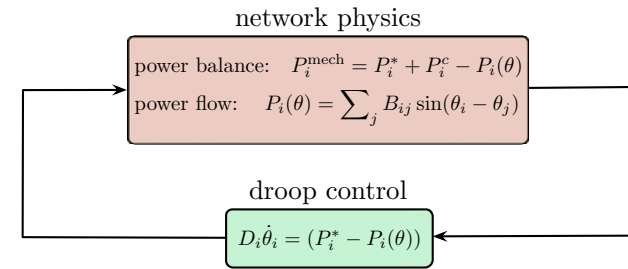 network physics
power balance: $P_i^{\mathrm{mech}} = P_i^* + P_i^c - P_i(\theta)$
power flow: $P_i(\theta) = \sum_j B_{ij} \sin(\theta_i - \theta_j)$
droop control
$D_i \dot{\theta}_i = (P_i^* - P_i(\theta))$